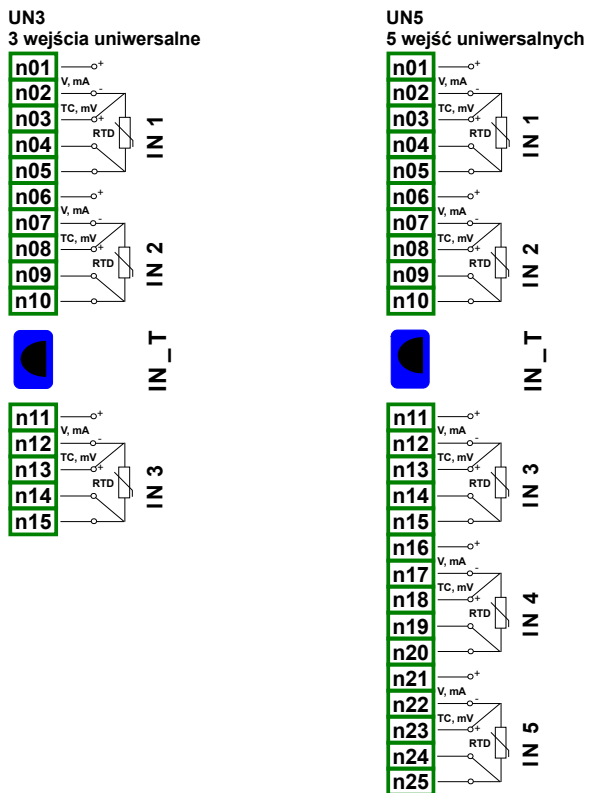 UN3
3 wejścia uniwersalne
n01
+
V, mA
n02
-
TC, mV
n03
+
RTD
n04
n05
IN 1
n06
+
V, mA
n07
-
TC, mV
n08
+
RTD
n09
n10
IN 2
IN_T
n11
+
V, mA
n12
-
TC, mV
n13
+
RTD
n14
n15
IN 3
UN5
5 wejść uniwersalnych
n01
+
V, mA
n02
-
TC, mV
n03
+
RTD
n04
n05
IN 1
n06
+
V, mA
n07
-
TC, mV
n08
+
RTD
n09
n10
IN 2
IN_T
n11
+
V, mA
n12
-
TC, mV
n13
+
RTD
n14
n15
IN 3
n16
+
V, mA
n17
-
TC, mV
n18
+
RTD
n19
n20
IN 4
n21
+
V, mA
n22
-
TC, mV
n23
+
RTD
n24
n25
IN 5